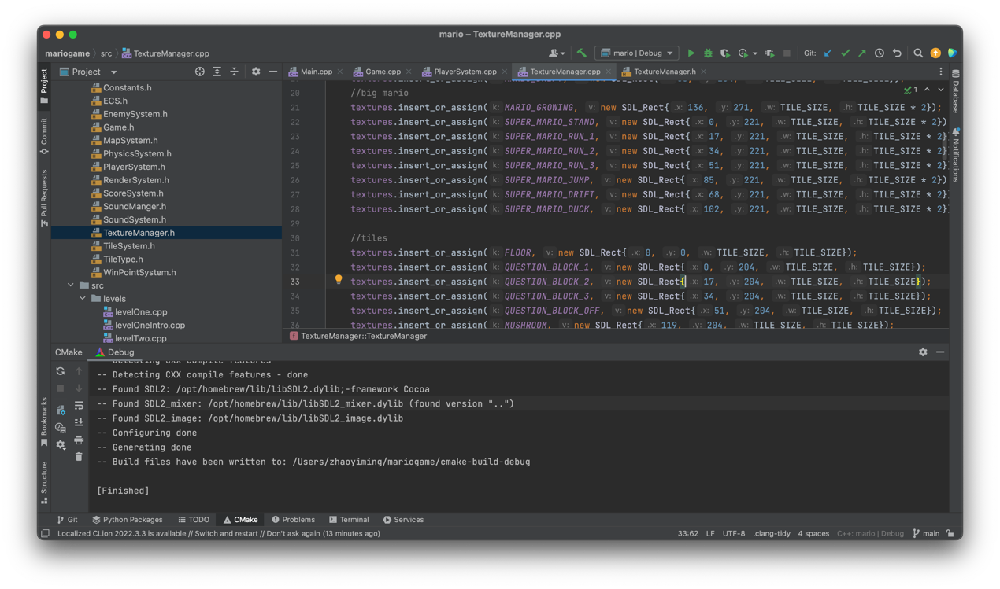 mario – TextureManager.cpp
mariogame src TextureManager.cpp
mario | Debug
Git:
Project
Main.cpp Game.cpp PlayerSystem.cpp TextureManager.cpp TextureManager.h
Constants.h
ECS.h
EnemySystem.h
Game.h
MapSystem.h
PhysicsSystem.h
PlayerSystem.h
RenderSystem.h
ScoreSystem.h
SoundManger.h
SoundSystem.h
TextureManager.h
TileSystem.h
TileType.h
WinPointSystem.h
src
levels
levelOne.cpp
levelOneIntro.cpp
levelTwo.cpp
Project
Commit
Pull Requests
Bookmarks
Structure
1
20 //big mario
21 textures.insert_or_assign( k: MARIO_GROWING, v: new SDL_Rect{ .x: 136, .y: 271, .w: TILE_SIZE, .h: TILE_SIZE * 2});
22 textures.insert_or_assign( k: SUPER_MARIO_STAND, v: new SDL_Rect{ .x: 0, .y: 221, .w: TILE_SIZE, .h: TILE_SIZE * 2})
23 textures.insert_or_assign( k: SUPER_MARIO_RUN_1, v: new SDL_Rect{ .x: 17, .y: 221, .w: TILE_SIZE, .h: TILE_SIZE * 2}
24 textures.insert_or_assign( k: SUPER_MARIO_RUN_2, v: new SDL_Rect{ .x: 34, .y: 221, .w: TILE_SIZE, .h: TILE_SIZE * 2}
25 textures.insert_or_assign( k: SUPER_MARIO_RUN_3, v: new SDL_Rect{ .x: 51, .y: 221, .w: TILE_SIZE, .h: TILE_SIZE * 2}
26 textures.insert_or_assign( k: SUPER_MARIO_JUMP, v: new SDL_Rect{ .x: 85, .y: 221, .w: TILE_SIZE, .h: TILE_SIZE * 2})
27 textures.insert_or_assign( k: SUPER_MARIO_DRIFT, v: new SDL_Rect{ .x: 68, .y: 221, .w: TILE_SIZE, .h: TILE_SIZE * 2}
28 textures.insert_or_assign( k: SUPER_MARIO_DUCK, v: new SDL_Rect{ .x: 102, .y: 221, .w: TILE_SIZE, .h: TILE_SIZE * 2}
29
30 //tiles
31 textures.insert_or_assign( k: FLOOR, v: new SDL_Rect{ .x: 0, .y: 0, .w: TILE_SIZE, .h: TILE_SIZE});
32 textures.insert_or_assign( k: QUESTION_BLOCK_1, v: new SDL_Rect{ .x: 0, .y: 204, .w: TILE_SIZE, .h: TILE_SIZE});
33 textures.insert_or_assign( k: QUESTION_BLOCK_2, v: new SDL_Rect{ .x: 17, .y: 204, .w: TILE_SIZE, .h: TILE_SIZE});
34 textures.insert_or_assign( k: QUESTION_BLOCK_3, v: new SDL_Rect{ .x: 34, .y: 204, .w: TILE_SIZE, .h: TILE_SIZE});
35 textures.insert_or_assign( k: QUESTION_BLOCK_OFF, v: new SDL_Rect{ .x: 51, .y: 204, .w: TILE_SIZE, .h: TILE_SIZE});
36 textures.insert_or_assign( k: MUSHROOM, v: new SDL_Rect{ .x: 119, .y: 204, .w: TILE_SIZE, .h: TILE_SIZE});
Database
Notifications
f TextureManager::TextureManager
CMake Debug
-- Detecting CXX compile features
-- Detecting CXX compile features - done
-- Found SDL2: /opt/homebrew/lib/libSDL2.dylib;-framework Cocoa
-- Found SDL2_mixer: /opt/homebrew/lib/libSDL2_mixer.dylib (found version "..")
-- Found SDL2_image: /opt/homebrew/lib/libSDL2_image.dylib
-- Configuring done
-- Generating done
-- Build files have been written to: /Users/zhaoyiming/mariogame/cmake-build-debug
[Finished]
Git Python Packages TODO CMake Problems Terminal Services
Localized CLion 2022.3.3 is available // Switch and restart // Don't ask again (13 minutes ago)
33:62 LF UTF-8 .clang-tidy 4 spaces C++: mario | Debug main